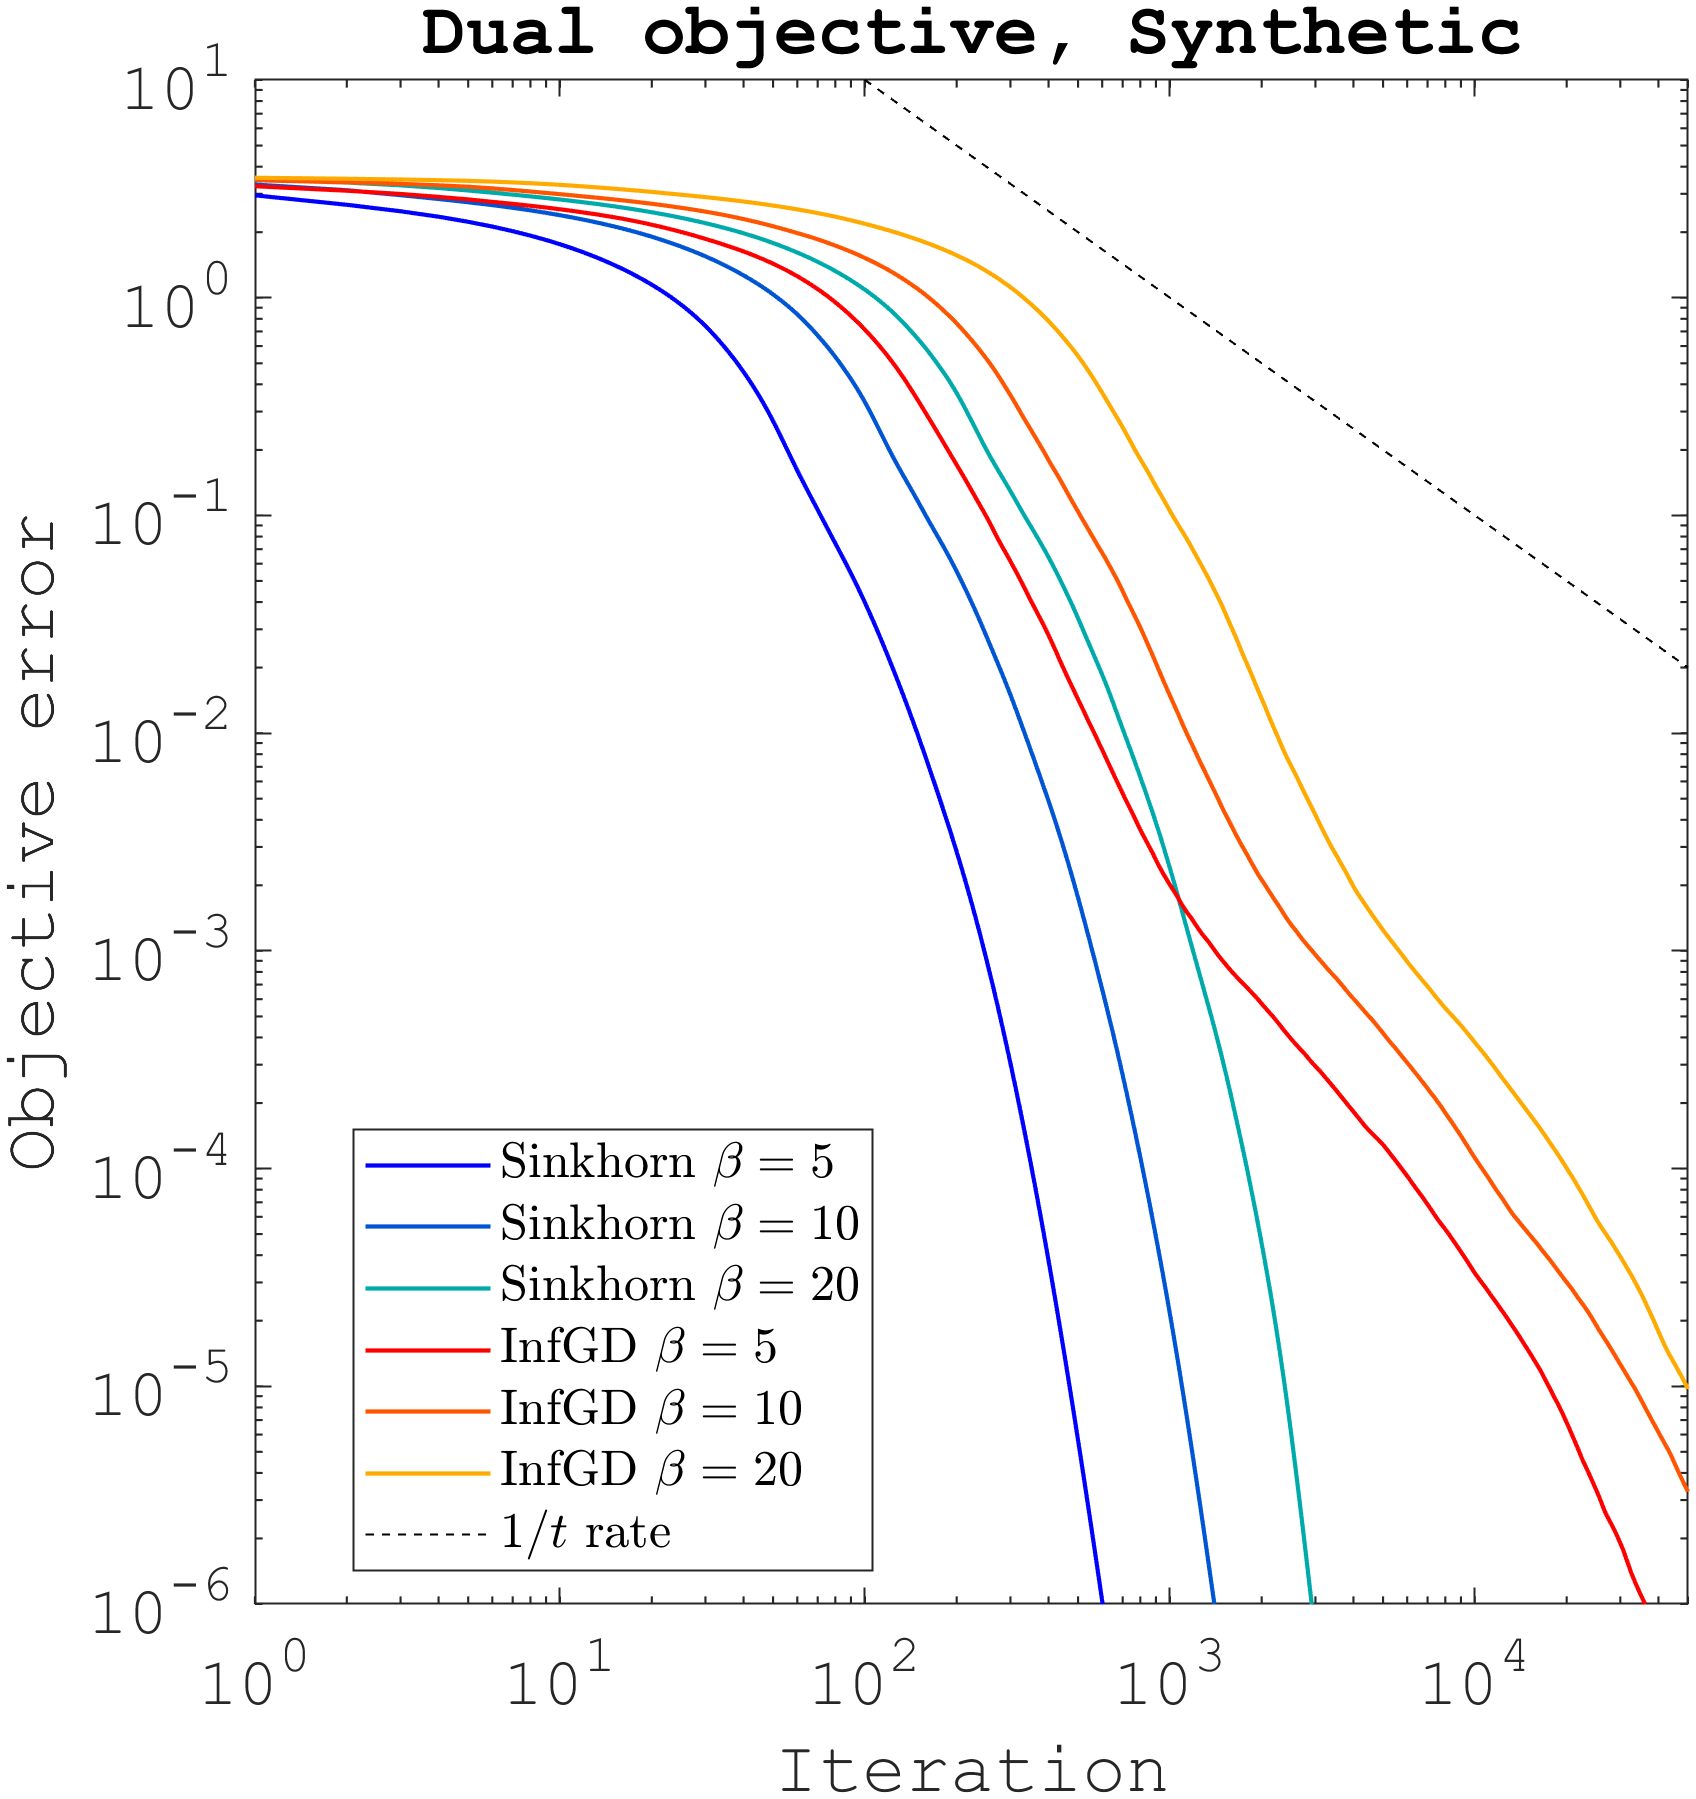 Dual objective, Synthetic
Objective error
10^1
10^0
10^-1
10^-2
10^-3
10^-4
10^-5
10^-6
Sinkhorn β = 5
Sinkhorn β = 10
Sinkhorn β = 20
InfGD β = 5
InfGD β = 10
InfGD β = 20
1/t rate
10^0 10^1 10^2 10^3 10^4
Iteration